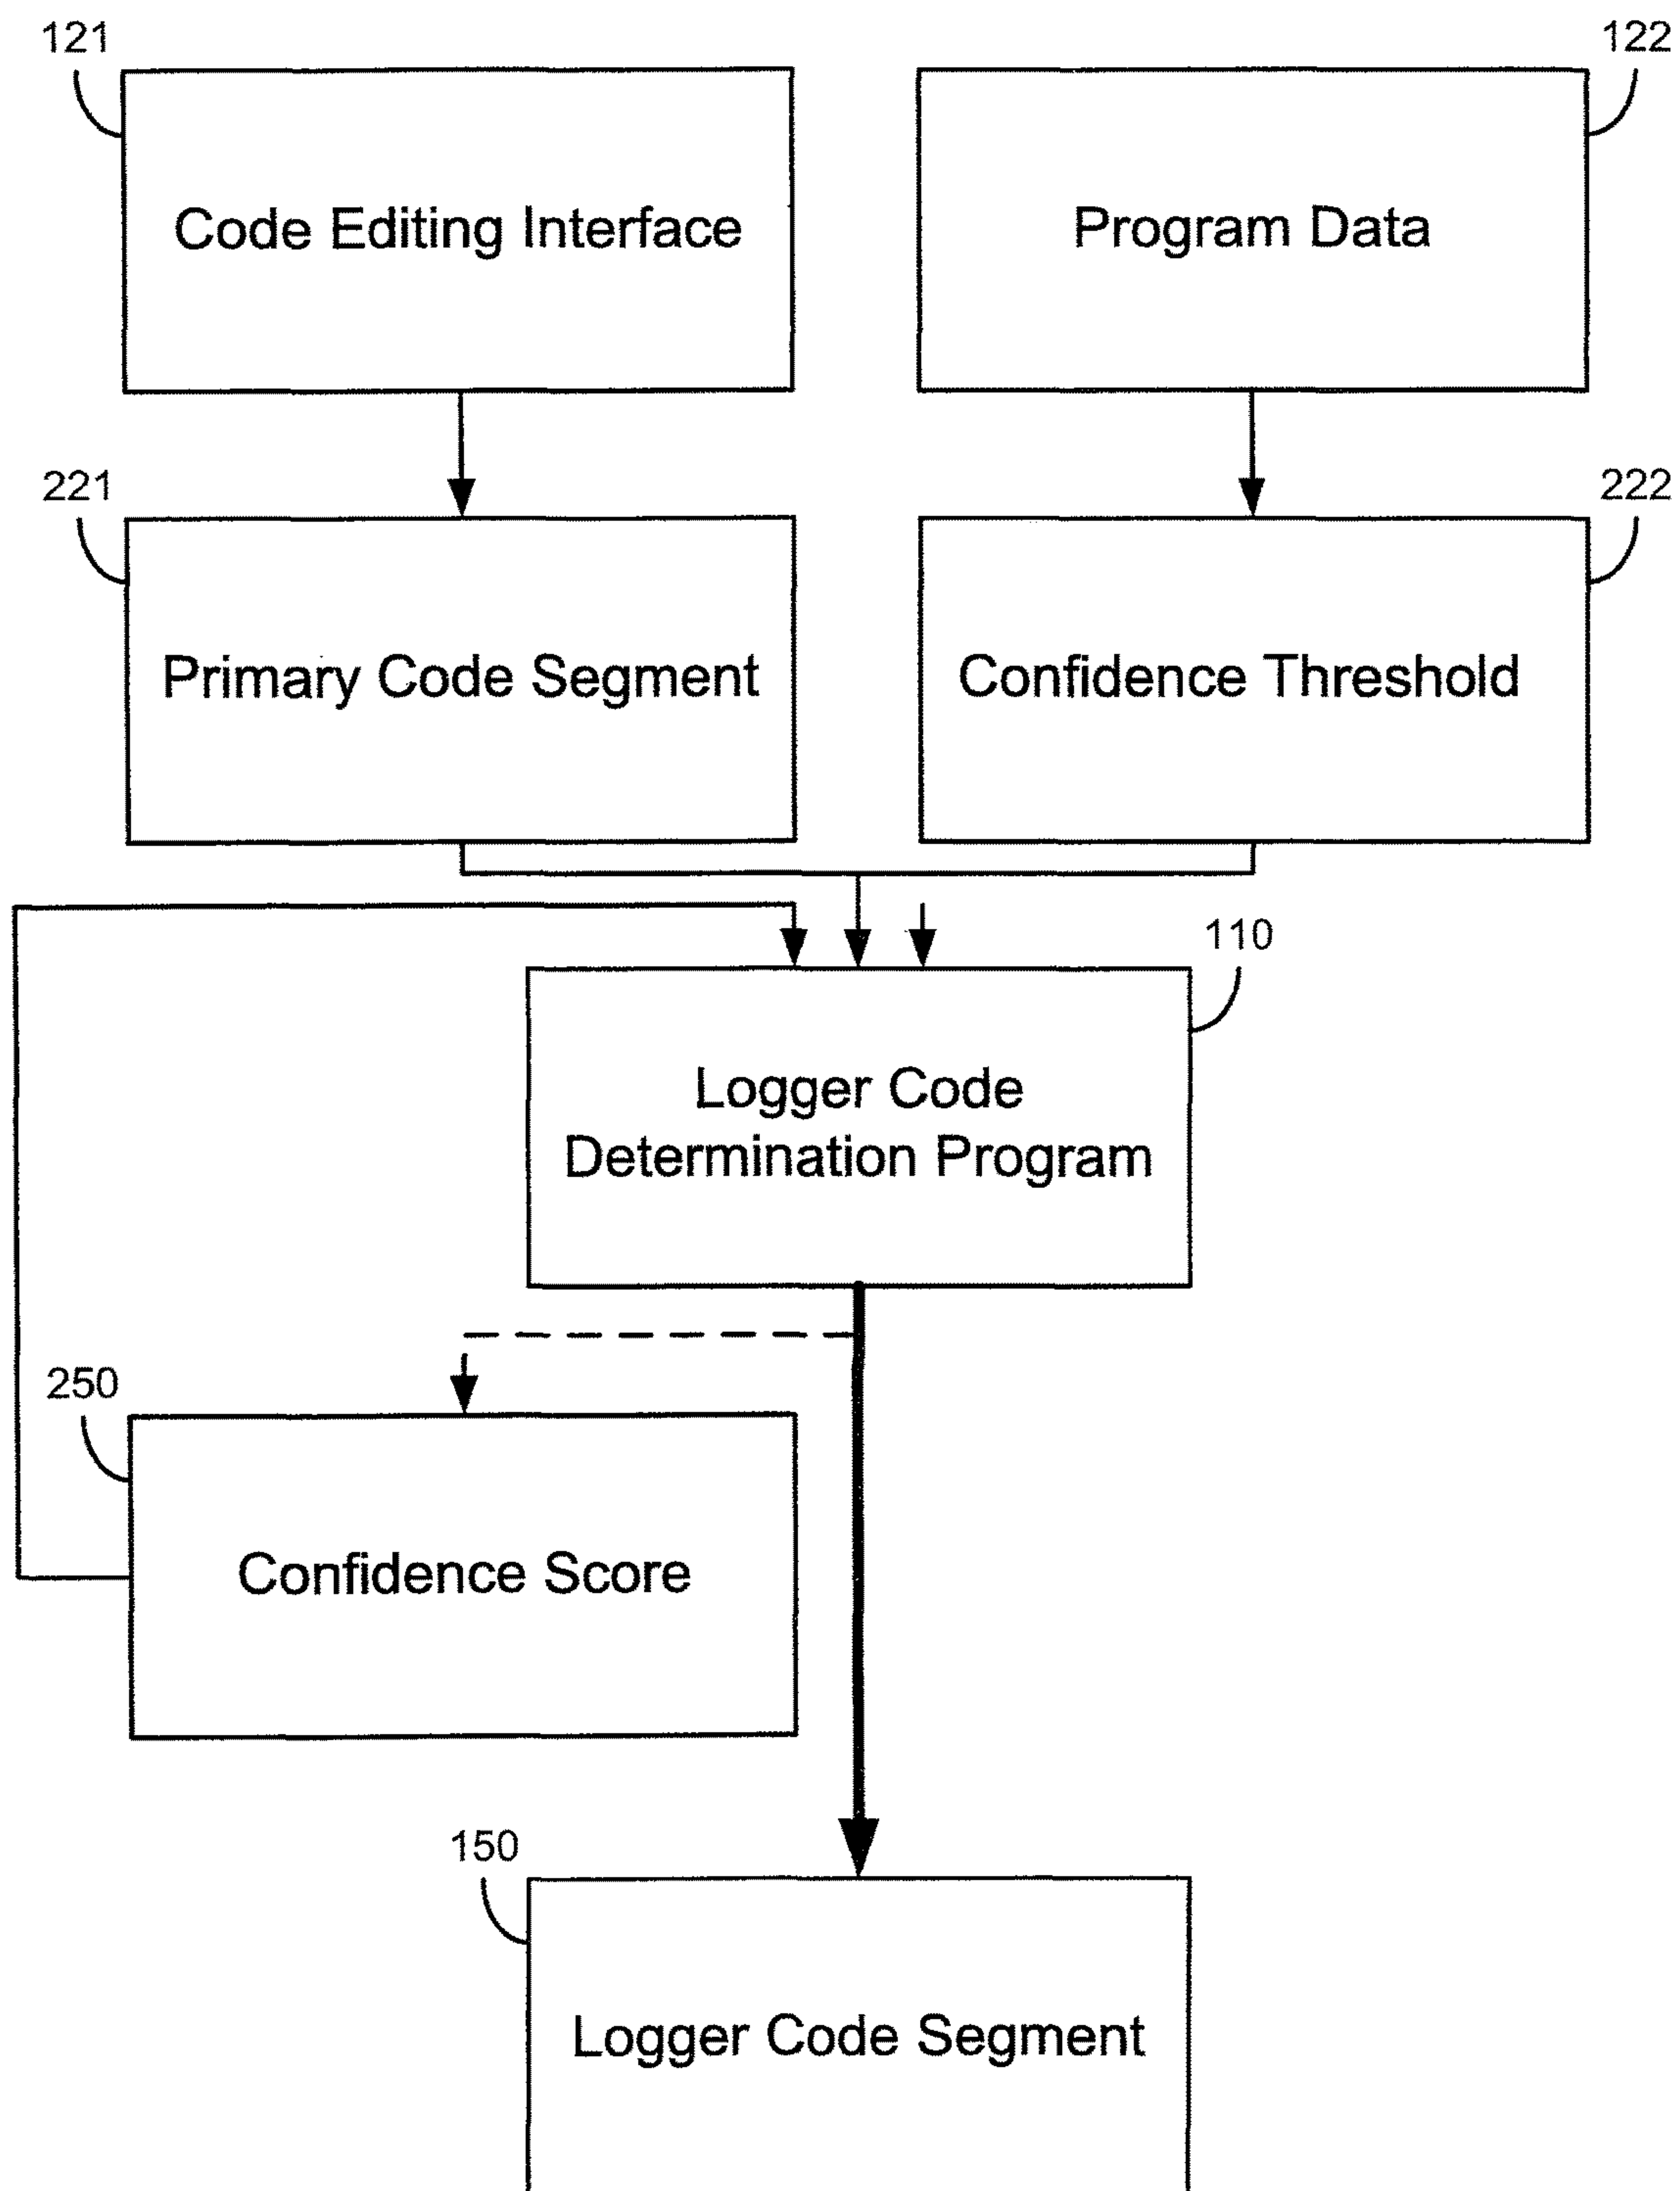 121
122
Code Editing Interface
Program Data
221
222
Primary Code Segment
Confidence Threshold
110
Logger Code
Determination Program
250
Confidence Score
150
Logger Code Segment